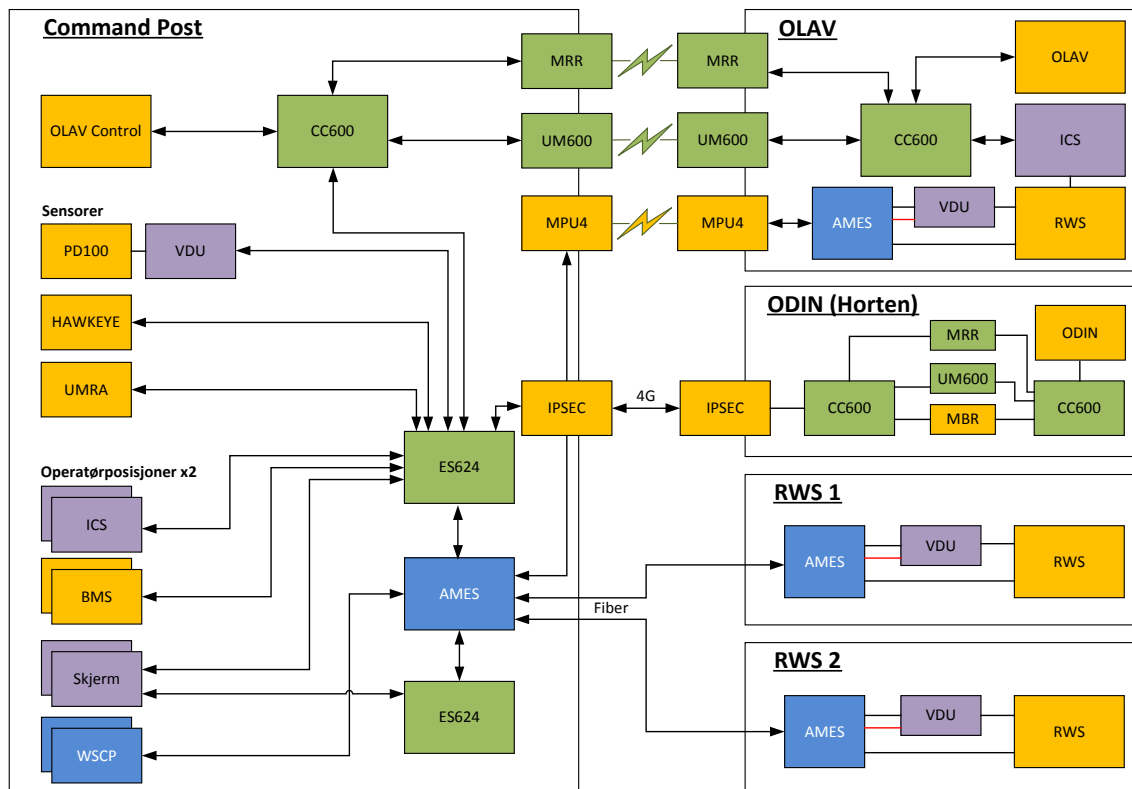 Command Post
MRR
OLAV Control
CC600
UM600
Sensorer
PD100
VDU
MPU4
HAWKEYE
UMRA
IPSEC
ES624
Operatørposisjoner x2
ICS
BMS
AMES
Skjerm
ES624
WSCP
4G
Fiber
OLAV
MRR
OLAV
UM600
CC600
ICS
MPU4
AMES
VDU
RWS
ODIN (Horten)
IPSEC
CC600
MRR
UM600
MBR
ODIN
CC600
RWS 1
AMES
VDU
RWS
RWS 2
AMES
VDU
RWS